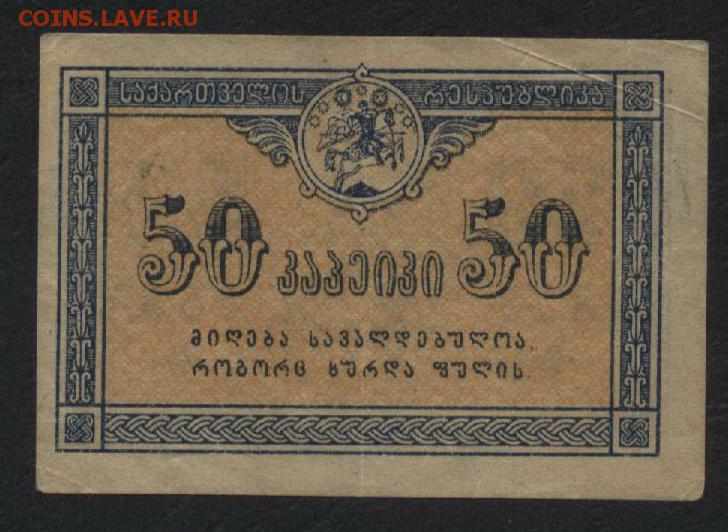 COINS.LAVE.RU
საქართველოს რესპუბლიკა
50 კაპეიკი 50
მიღება სავალდებულოა,
როგორც ხურდა ფულის.